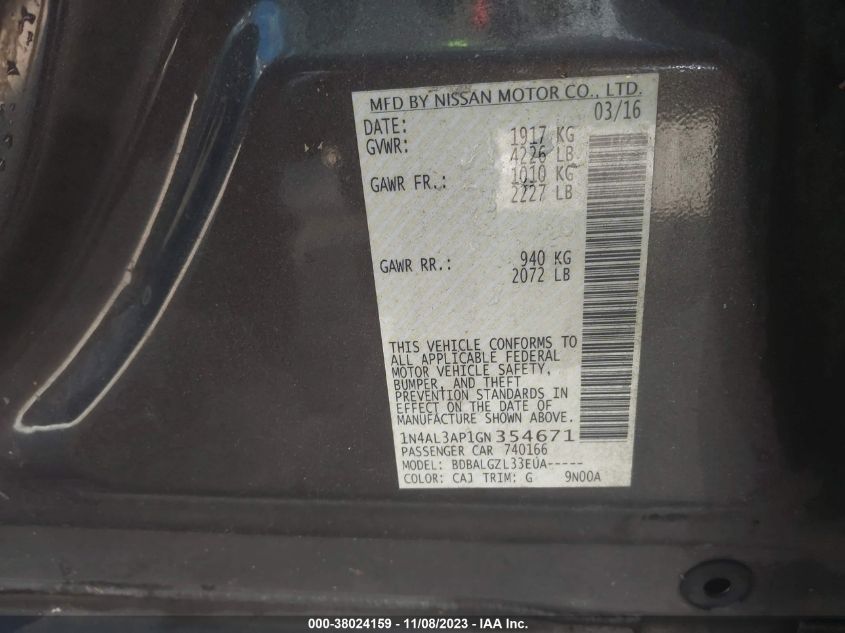 MFD BY NISSAN MOTOR CO., LTD.
DATE: 03/16
GVWR: 1917 KG
4226 LB
GAWR FR.: 1010 KG
2227 LB
GAWR RR.: 940 KG
2072 LB
THIS VEHICLE CONFORMS TO
ALL APPLICABLE FEDERAL
MOTOR VEHICLE SAFETY,
BUMPER, AND THEFT
PREVENTION STANDARDS IN
EFFECT ON THE DATE OF
MANUFACTURE SHOWN ABOVE.
1N4AL3AP1GN354671
PASSENGER CAR 740166
MODEL: BDBALGZL33EUA-----
COLOR: CAJ TRIM: G 9N00A
000-38024159 - 11/08/2023 - IAA Inc.